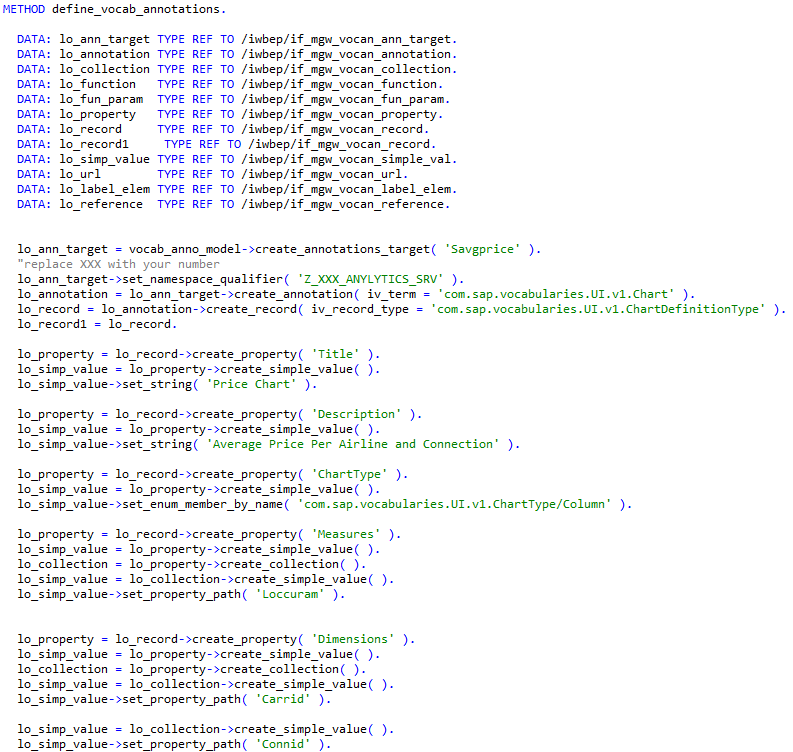 METHOD define_vocab_annotations.
DATA: lo_ann_target TYPE REF TO /iwbep/if_mgw_vocan_ann_target.
DATA: lo_annotation TYPE REF TO /iwbep/if_mgw_vocan_annotation.
DATA: lo_collection TYPE REF TO /iwbep/if_mgw_vocan_collection.
DATA: lo_function   TYPE REF TO /iwbep/if_mgw_vocan_function.
DATA: lo_fun_param  TYPE REF TO /iwbep/if_mgw_vocan_fun_param.
DATA: lo_property   TYPE REF TO /iwbep/if_mgw_vocan_property.
DATA: lo_record     TYPE REF TO /iwbep/if_mgw_vocan_record.
DATA: lo_record1     TYPE REF TO /iwbep/if_mgw_vocan_record.
DATA: lo_simp_value TYPE REF TO /iwbep/if_mgw_vocan_simple_val.
DATA: lo_url        TYPE REF TO /iwbep/if_mgw_vocan_url.
DATA: lo_label_elem TYPE REF TO /iwbep/if_mgw_vocan_label_elem.
DATA: lo_reference  TYPE REF TO /iwbep/if_mgw_vocan_reference.
lo_ann_target = vocab_anno_model->create_annotations_target( 'Savgprice' ).
"replace XXX with your number
lo_ann_target->set_namespace_qualifier( 'Z_XXX_ANYLYTICS_SRV' ).
lo_annotation = lo_ann_target->create_annotation( iv_term = 'com.sap.vocabularies.UI.v1.Chart' ).
lo_record = lo_annotation->create_record( iv_record_type = 'com.sap.vocabularies.UI.v1.ChartDefinitionType' ).
lo_record1 = lo_record.
lo_property = lo_record->create_property( 'Title' ).
lo_simp_value = lo_property->create_simple_value( ).
lo_simp_value->set_string( 'Price Chart' ).
lo_property = lo_record->create_property( 'Description' ).
lo_simp_value = lo_property->create_simple_value( ).
lo_simp_value->set_string( 'Average Price Per Airline and Connection' ).
lo_property = lo_record->create_property( 'ChartType' ).
lo_simp_value = lo_property->create_simple_value( ).
lo_simp_value->set_enum_member_by_name( 'com.sap.vocabularies.UI.v1.ChartType/Column' ).
lo_property = lo_record->create_property( 'Measures' ).
lo_simp_value = lo_property->create_simple_value( ).
lo_collection = lo_property->create_collection( ).
lo_simp_value = lo_collection->create_simple_value( ).
lo_simp_value->set_property_path( 'Loccuram' ).
lo_property = lo_record->create_property( 'Dimensions' ).
lo_simp_value = lo_property->create_simple_value( ).
lo_collection = lo_property->create_collection( ).
lo_simp_value = lo_collection->create_simple_value( ).
lo_simp_value->set_property_path( 'Carrid' ).
lo_simp_value = lo_collection->create_simple_value( ).
lo_simp_value->set_property_path( 'Connid' ).